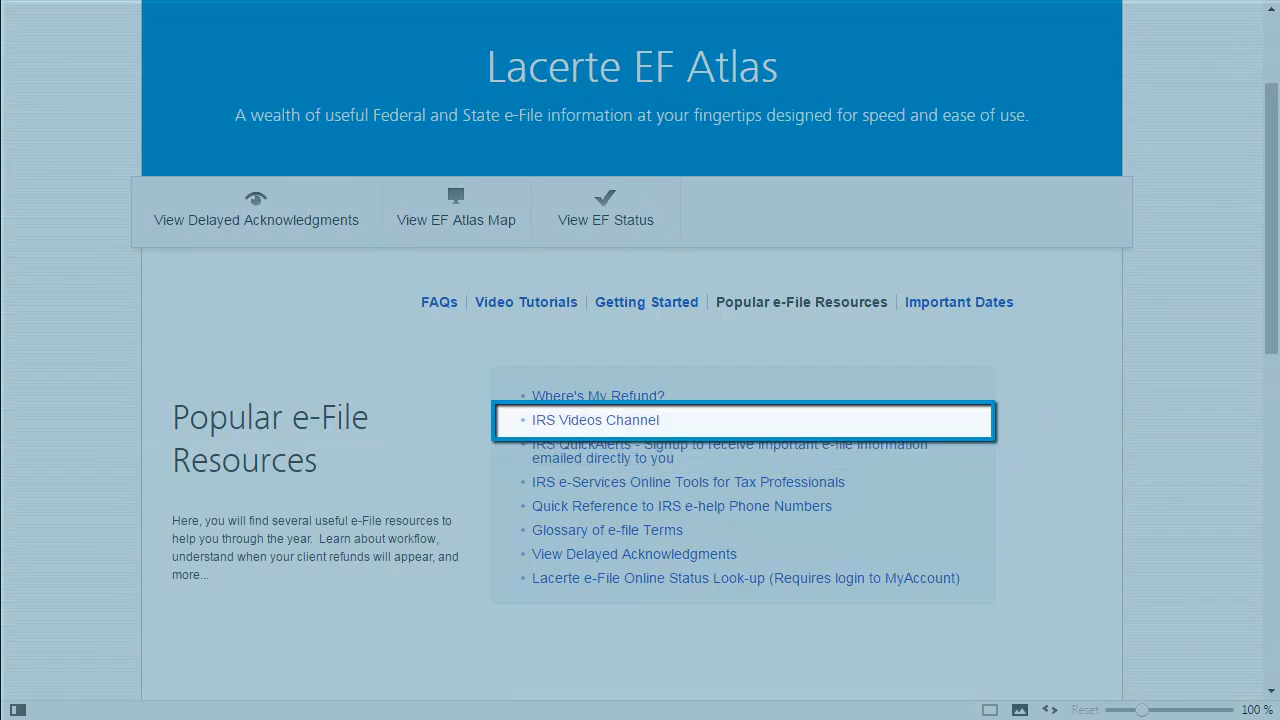 Lacerte EF Atlas
A wealth of useful Federal and State e-File information at your fingertips designed for speed and ease of use.
View Delayed Acknowledgments
View EF Atlas Map
View EF Status
FAQs
Video Tutorials
Getting Started
Popular e-File Resources
Important Dates
Popular e-File
Resources
Here, you will find several useful e-File resources to
help you through the year. Learn about workflow,
understand when your client refunds will appear, and
more...
• Where's My Refund?
• IRS Videos Channel
• IRS QuickAlerts - Signup to receive important e-file information
emailed directly to you
• IRS e-Services Online Tools for Tax Professionals
• Quick Reference to IRS e-help Phone Numbers
• Glossary of e-file Terms
• View Delayed Acknowledgments
• Lacerte e-File Online Status Look-up (Requires login to MyAccount)
Reset
100 %